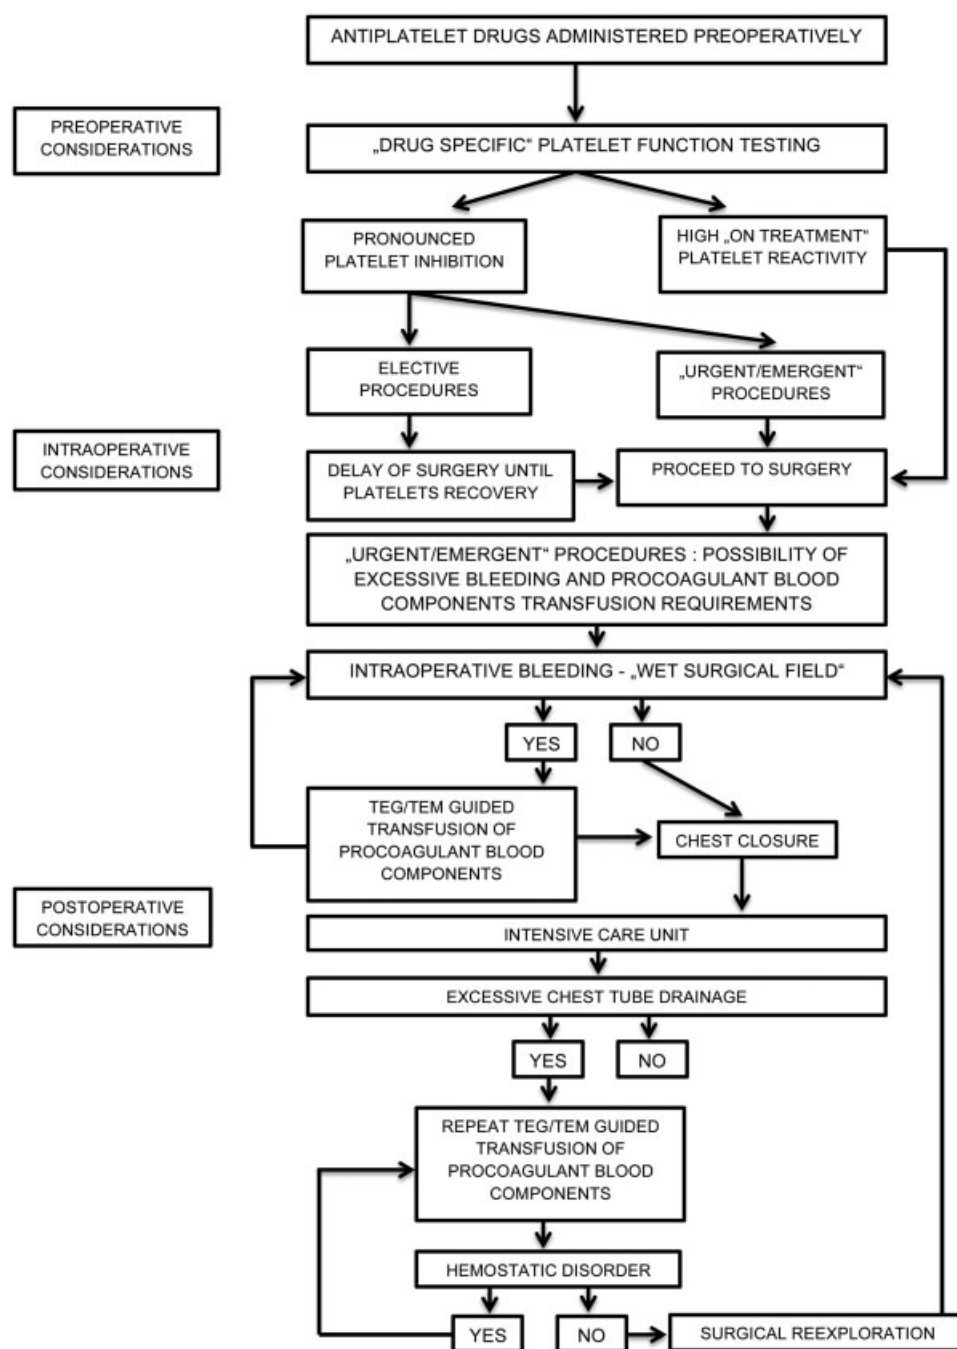 ANTIPLATELET DRUGS ADMINISTERED PREOPERATIVELY
PREOPERATIVE
CONSIDERATIONS
„DRUG SPECIFIC“ PLATELET FUNCTION TESTING
PRONOUNCED
PLATELET INHIBITION
HIGH „ON TREATMENT“
PLATELET REACTIVITY
ELECTIVE
PROCEDURES
„URGENT/EMERGENT“
PROCEDURES
INTRAOPERATIVE
CONSIDERATIONS
DELAY OF SURGERY UNTIL
PLATELETS RECOVERY
PROCEED TO SURGERY
„URGENT/EMERGENT“ PROCEDURES : POSSIBILITY OF
EXCESSIVE BLEEDING AND PROCOAGULANT BLOOD
COMPONENTS TRANSFUSION REQUIREMENTS
INTRAOPERATIVE BLEEDING - „WET SURGICAL FIELD“
YES
NO
TEG/TEM GUIDED
TRANSFUSION OF
PROCOAGULANT BLOOD
COMPONENTS
CHEST CLOSURE
POSTOPERATIVE
CONSIDERATIONS
INTENSIVE CARE UNIT
EXCESSIVE CHEST TUBE DRAINAGE
YES
NO
REPEAT TEG/TEM GUIDED
TRANSFUSION OF
PROCOAGULANT BLOOD
COMPONENTS
HEMOSTATIC DISORDER
YES
NO
SURGICAL REEXPLORATION